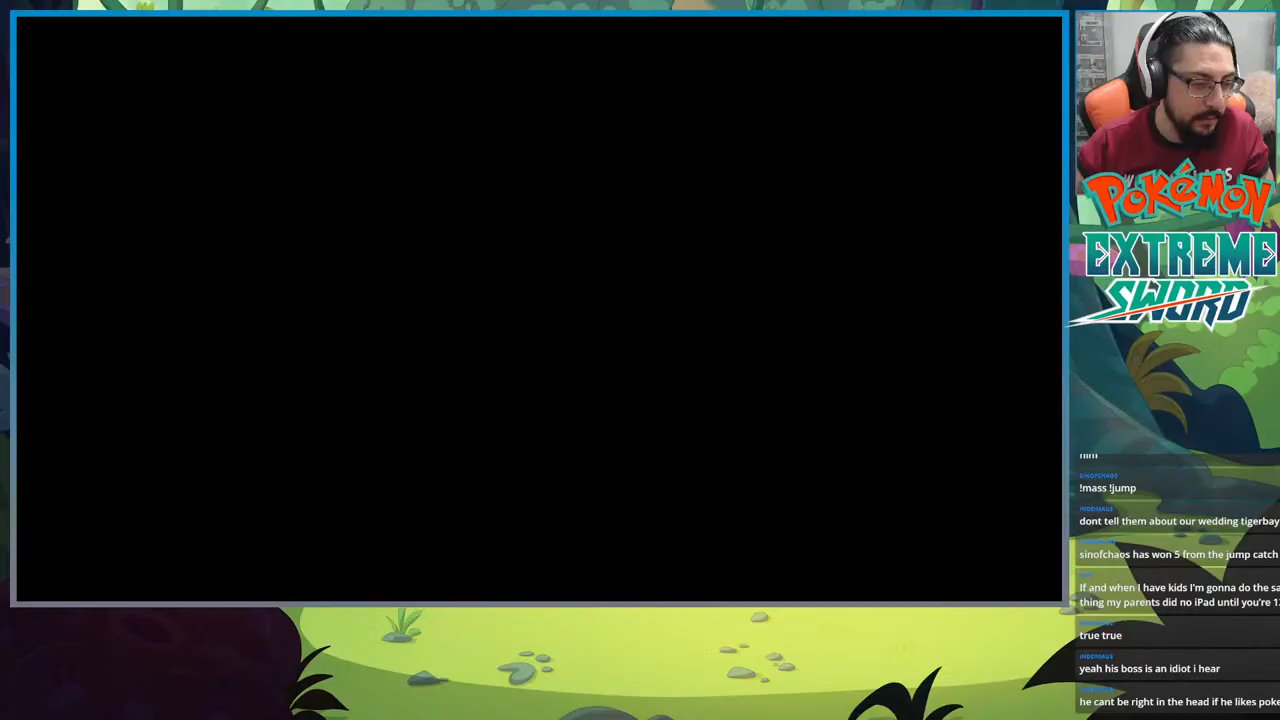 POKÉMON
EXTREME
SWORD
SINOFCHAOS
!mass !jump
INDEIMAUS
dont tell them about our wedding tigerbay
sinofchaos has won 5 from the jump catch
If and when I have kids I'm gonna do the sa
thing my parents did no iPad until you're 1
true true
INDEIMAUS
yeah his boss is an idiot i hear
he cant be right in the head if he likes pok